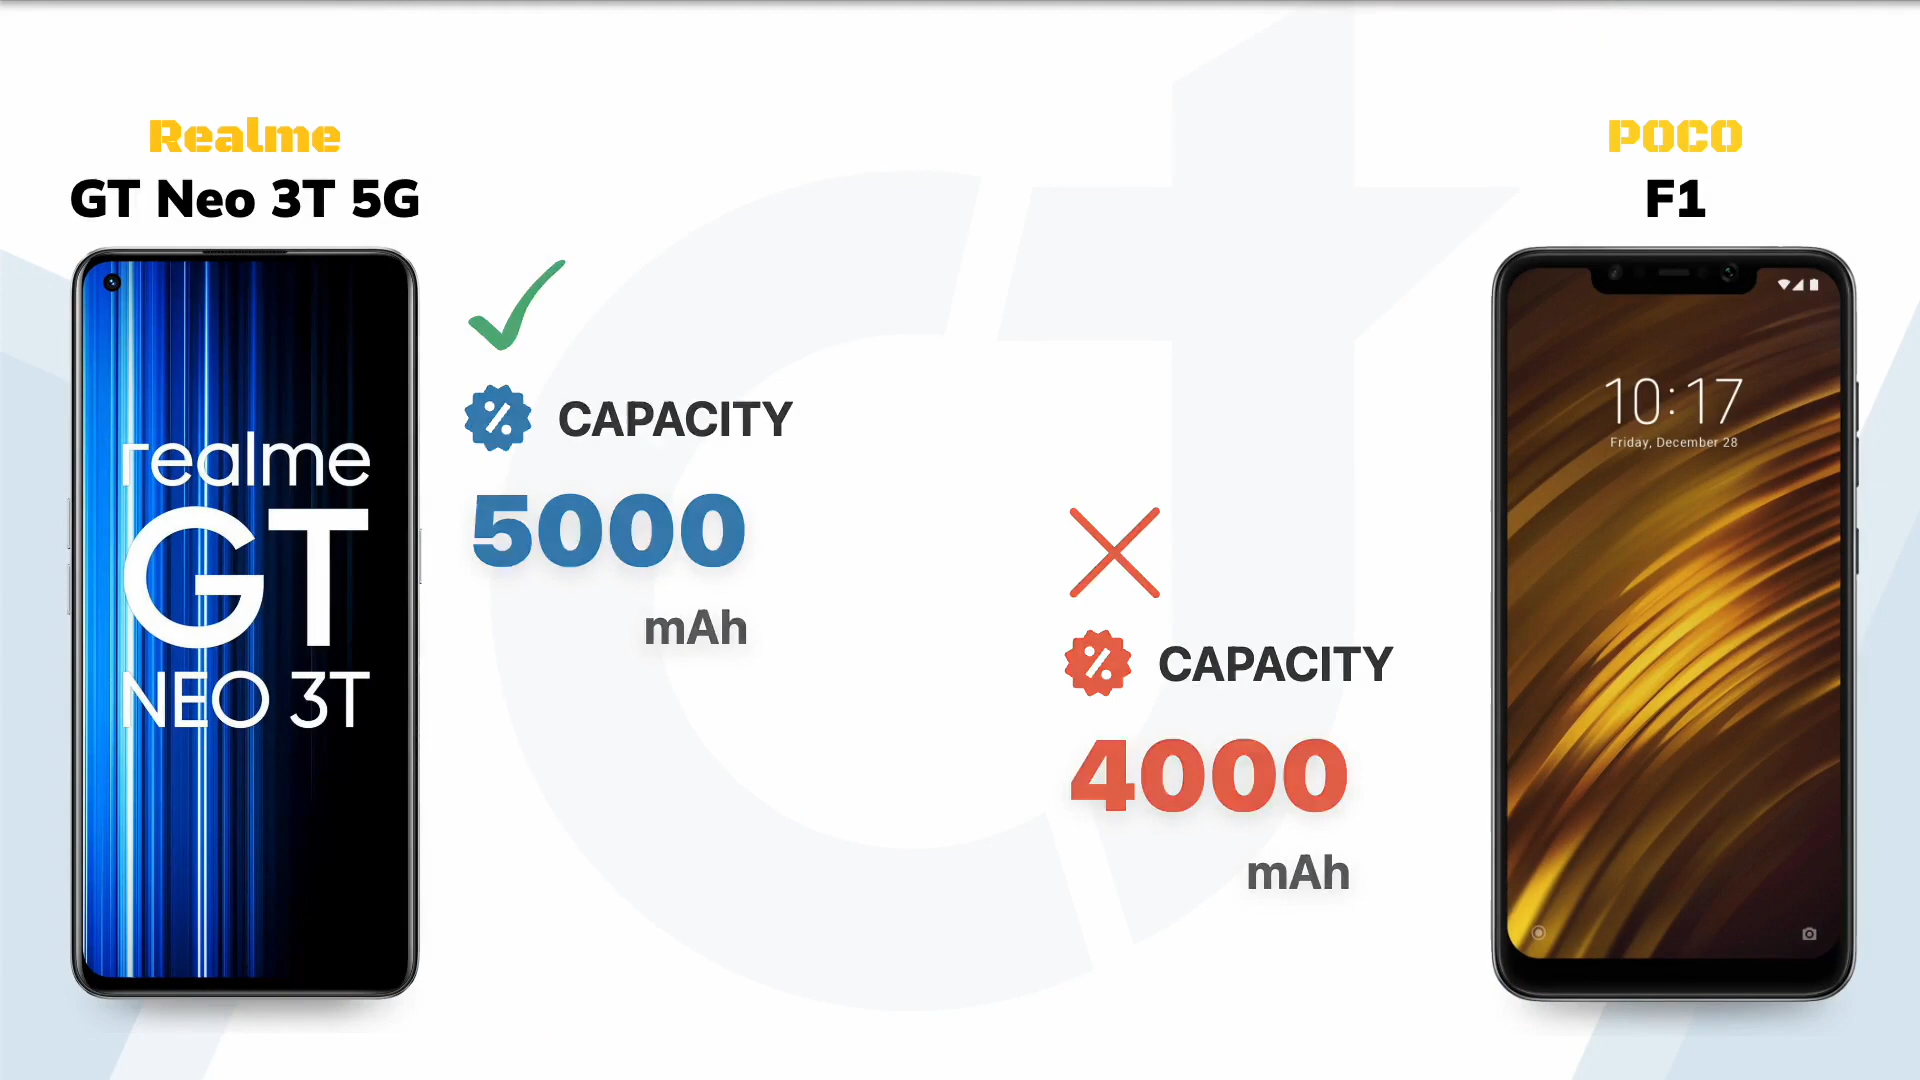 Realme
GT Neo 3T 5G
realme
GT
NEO 3T
CAPACITY
5000
mAh
CAPACITY
4000
mAh
POCO
F1
10:17
Friday, December 28